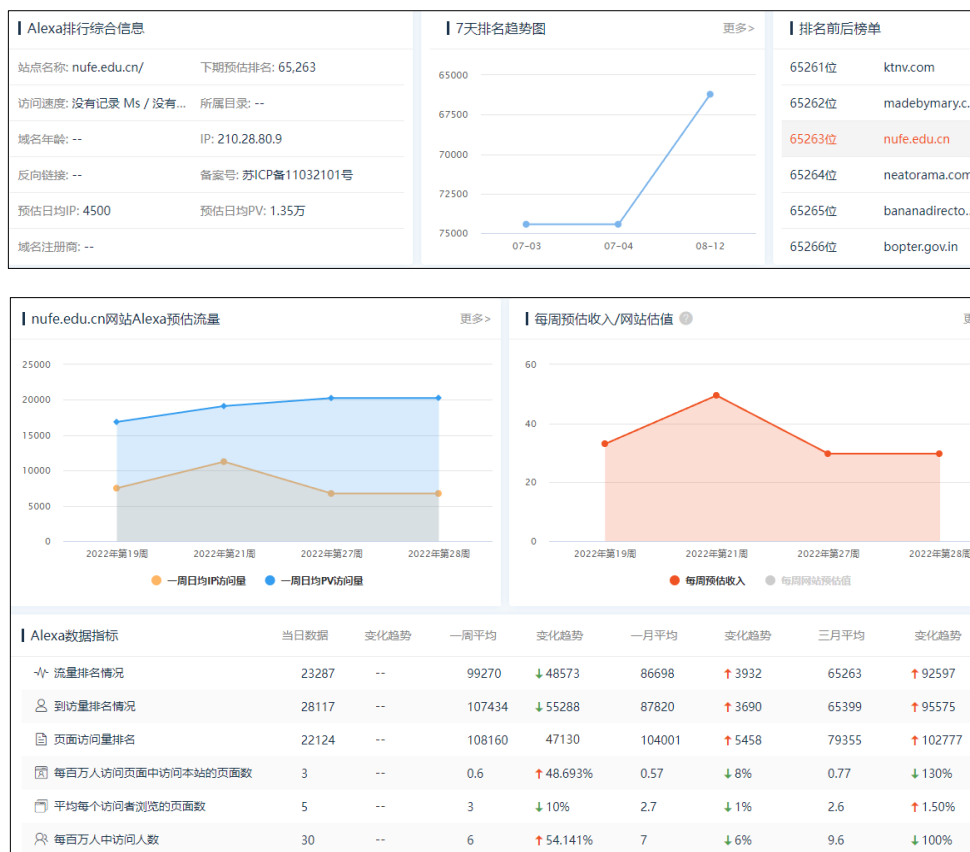 Alexa排行综合信息
站点名称: nufe.edu.cn/ 下期预估排名: 65,263
访问速度: 没有记录 Ms / 没有... 所属目录: --
域名年龄: -- IP: 210.28.80.9
反向链接: -- 备案号: 苏ICP备11032101号
预估日均IP: 4500 预估日均PV: 1.35万
域名注册商: --
7天排名趋势图 更多>
65000
67500
70000
72500
75000
07-03 07-04 08-12
排名前后榜单
65261位 ktnv.com
65262位 madebymary.c..
65263位 nufe.edu.cn
65264位 neatorama.com
65265位 bananadirecto..
65266位 bopter.gov.in
nufe.edu.cn网站Alexa预估流量 更多>
25000
20000
15000
10000
5000
0
2022年第19周 2022年第21周 2022年第27周 2022年第28周
一周日均IP访问量 一周日均PV访问量
每周预估收入/网站估值 ? 更
60
40
20
0
2022年第19周 2022年第21周 2022年第27周 2022年第28周
每周预估收入 每周网站预估值
Alexa数据指标 当日数据 变化趋势 一周平均 变化趋势 一月平均 变化趋势 三月平均 变化趋势
流量排名情况 23287 -- 99270 ↓48573 86698 ↑3932 65263 ↑92597
到访量排名情况 28117 -- 107434 ↓55288 87820 ↑3690 65399 ↑95575
页面访问量排名 22124 -- 108160 47130 104001 ↑5458 79355 ↑102777
每百万人访问页面中访问本站的页面数 3 -- 0.6 ↑48.693% 0.57 ↓8% 0.77 ↓130%
平均每个访问者浏览的页面数 5 -- 3 ↓10% 2.7 ↓1% 2.6 ↑1.50%
每百万人中访问人数 30 -- 6 ↑54.141% 7 ↓6% 9.6 ↓100%